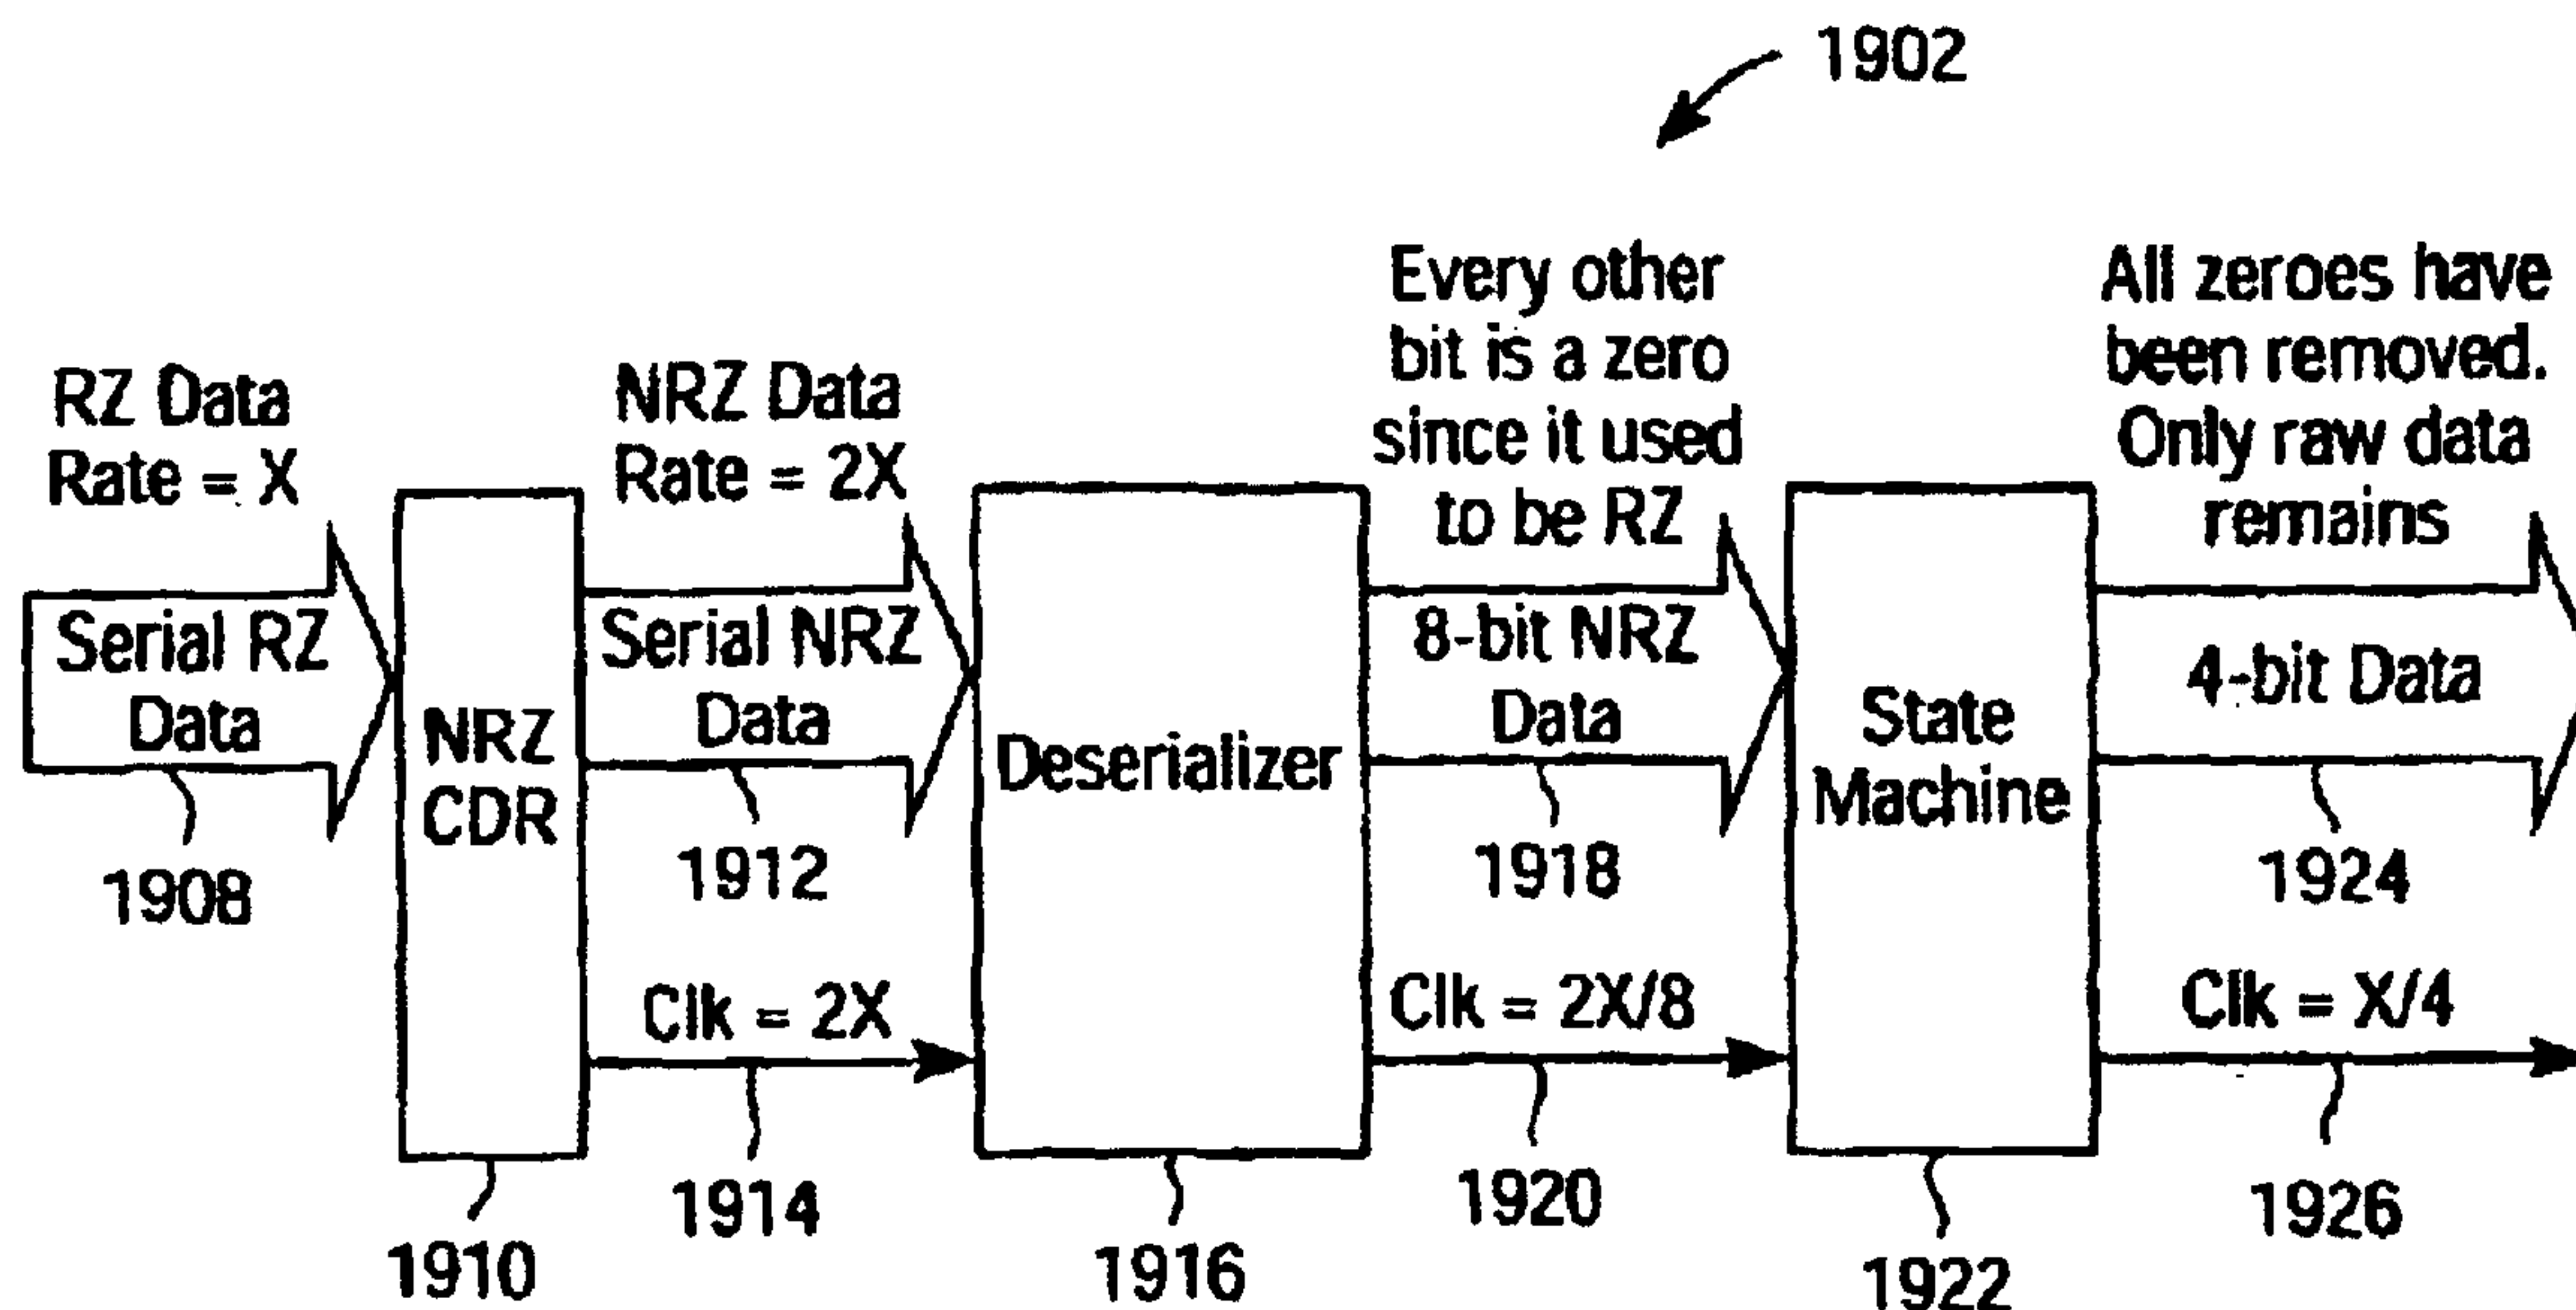 1902
RZ Data
Rate = X
Serial RZ
Data
1908
NRZ
CDR
1910
NRZ Data
Rate = 2X
Serial NRZ
Data
1912
Clk = 2X
1914
Deserializer
1916
Every other
bit is a zero
since it used
to be RZ
8-bit NRZ
Data
1918
Clk = 2X/8
1920
State
Machine
1922
All zeroes have
been removed.
Only raw data
remains
4-bit Data
1924
Clk = X/4
1926